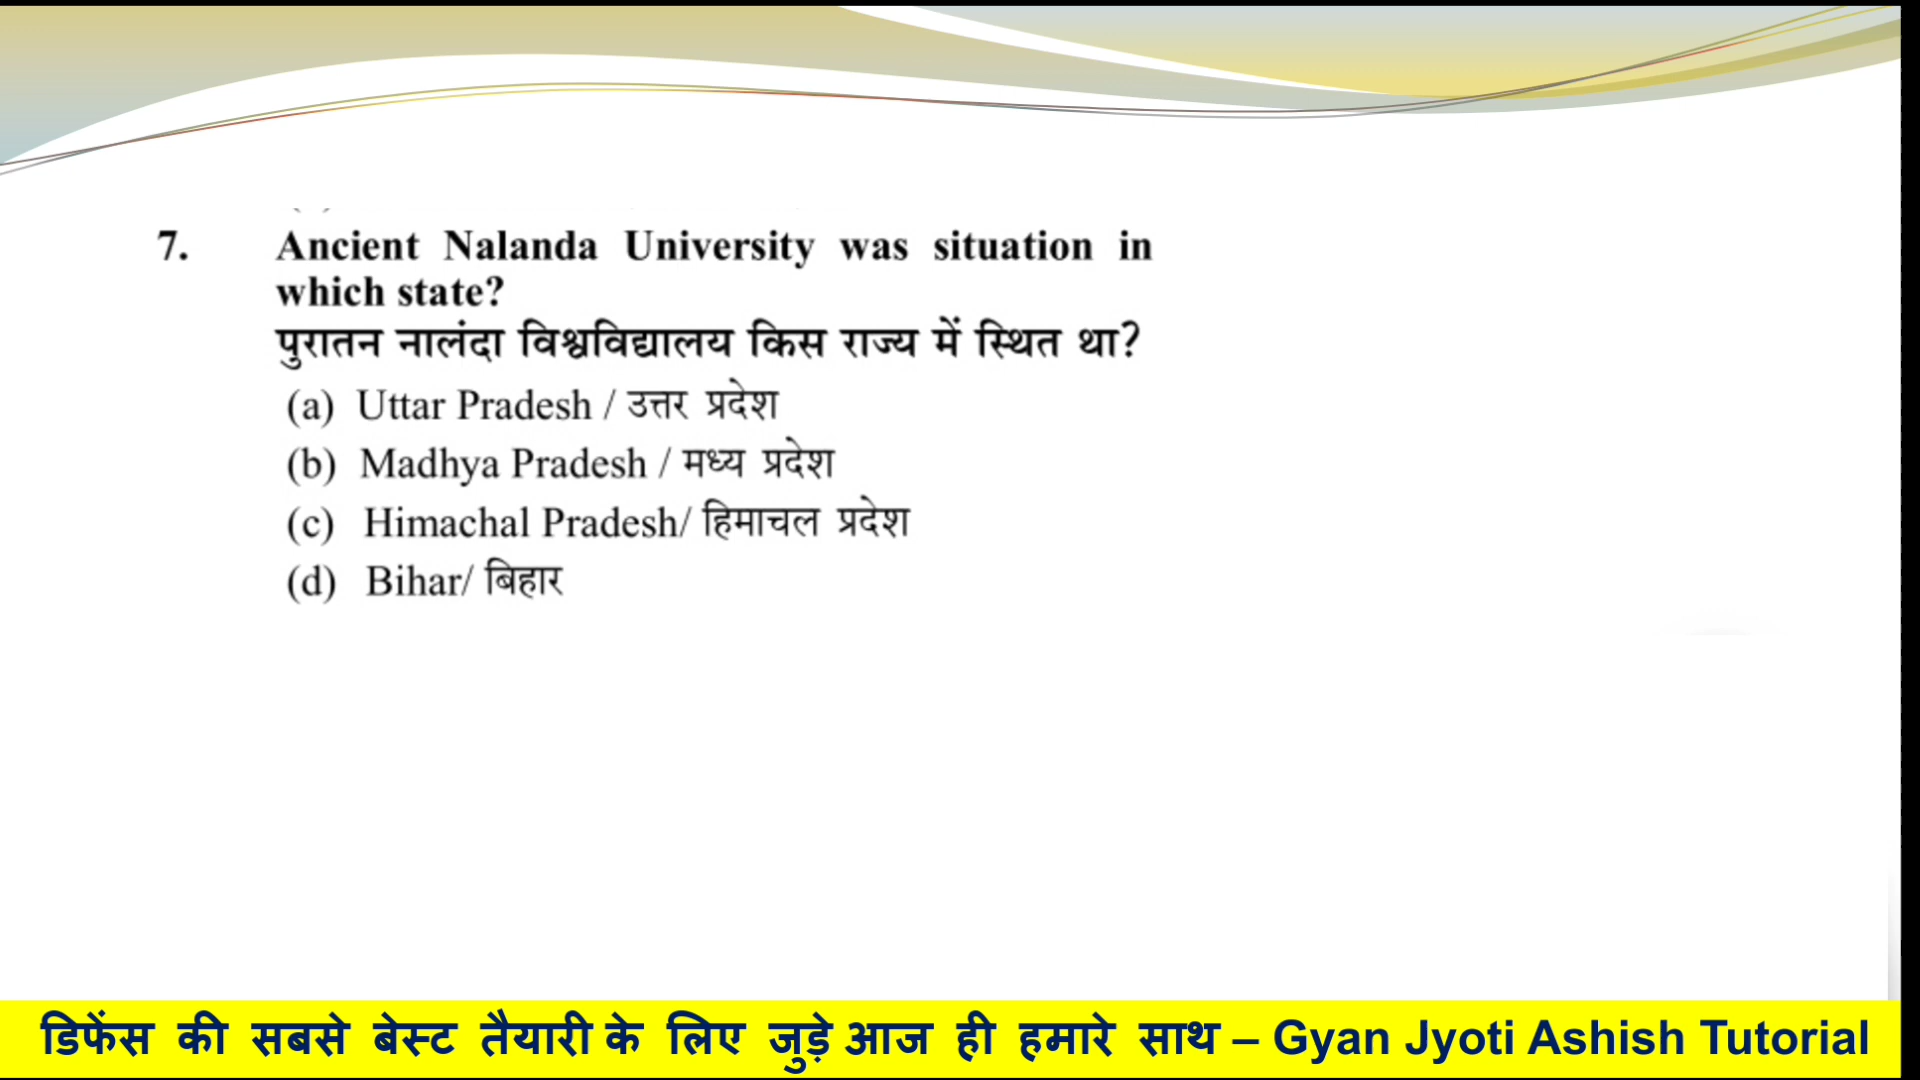 7. Ancient Nalanda University was situation in
which state?
पुरातन नालंदा विश्वविद्यालय किस राज्य में स्थित था?
(a) Uttar Pradesh / उत्तर प्रदेश
(b) Madhya Pradesh / मध्य प्रदेश
(c) Himachal Pradesh/ हिमाचल प्रदेश
(d) Bihar/ बिहार
डिफेंस की सबसे बेस्ट तैयारी के लिए जुड़े आज ही हमारे साथ – Gyan Jyoti Ashish Tutorial